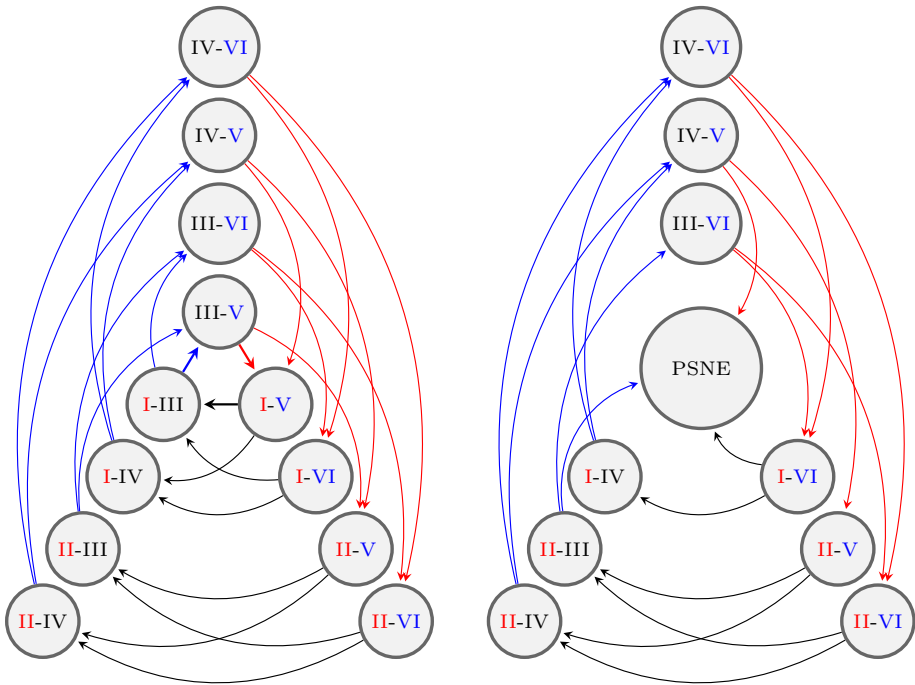 IV-VI
IV-V
III-VI
III-V
I-III
I-V
I-IV
I-VI
II-III
II-V
II-IV
II-VI
IV-VI
IV-V
III-VI
PSNE
I-IV
I-VI
II-III
II-V
II-IV
II-VI